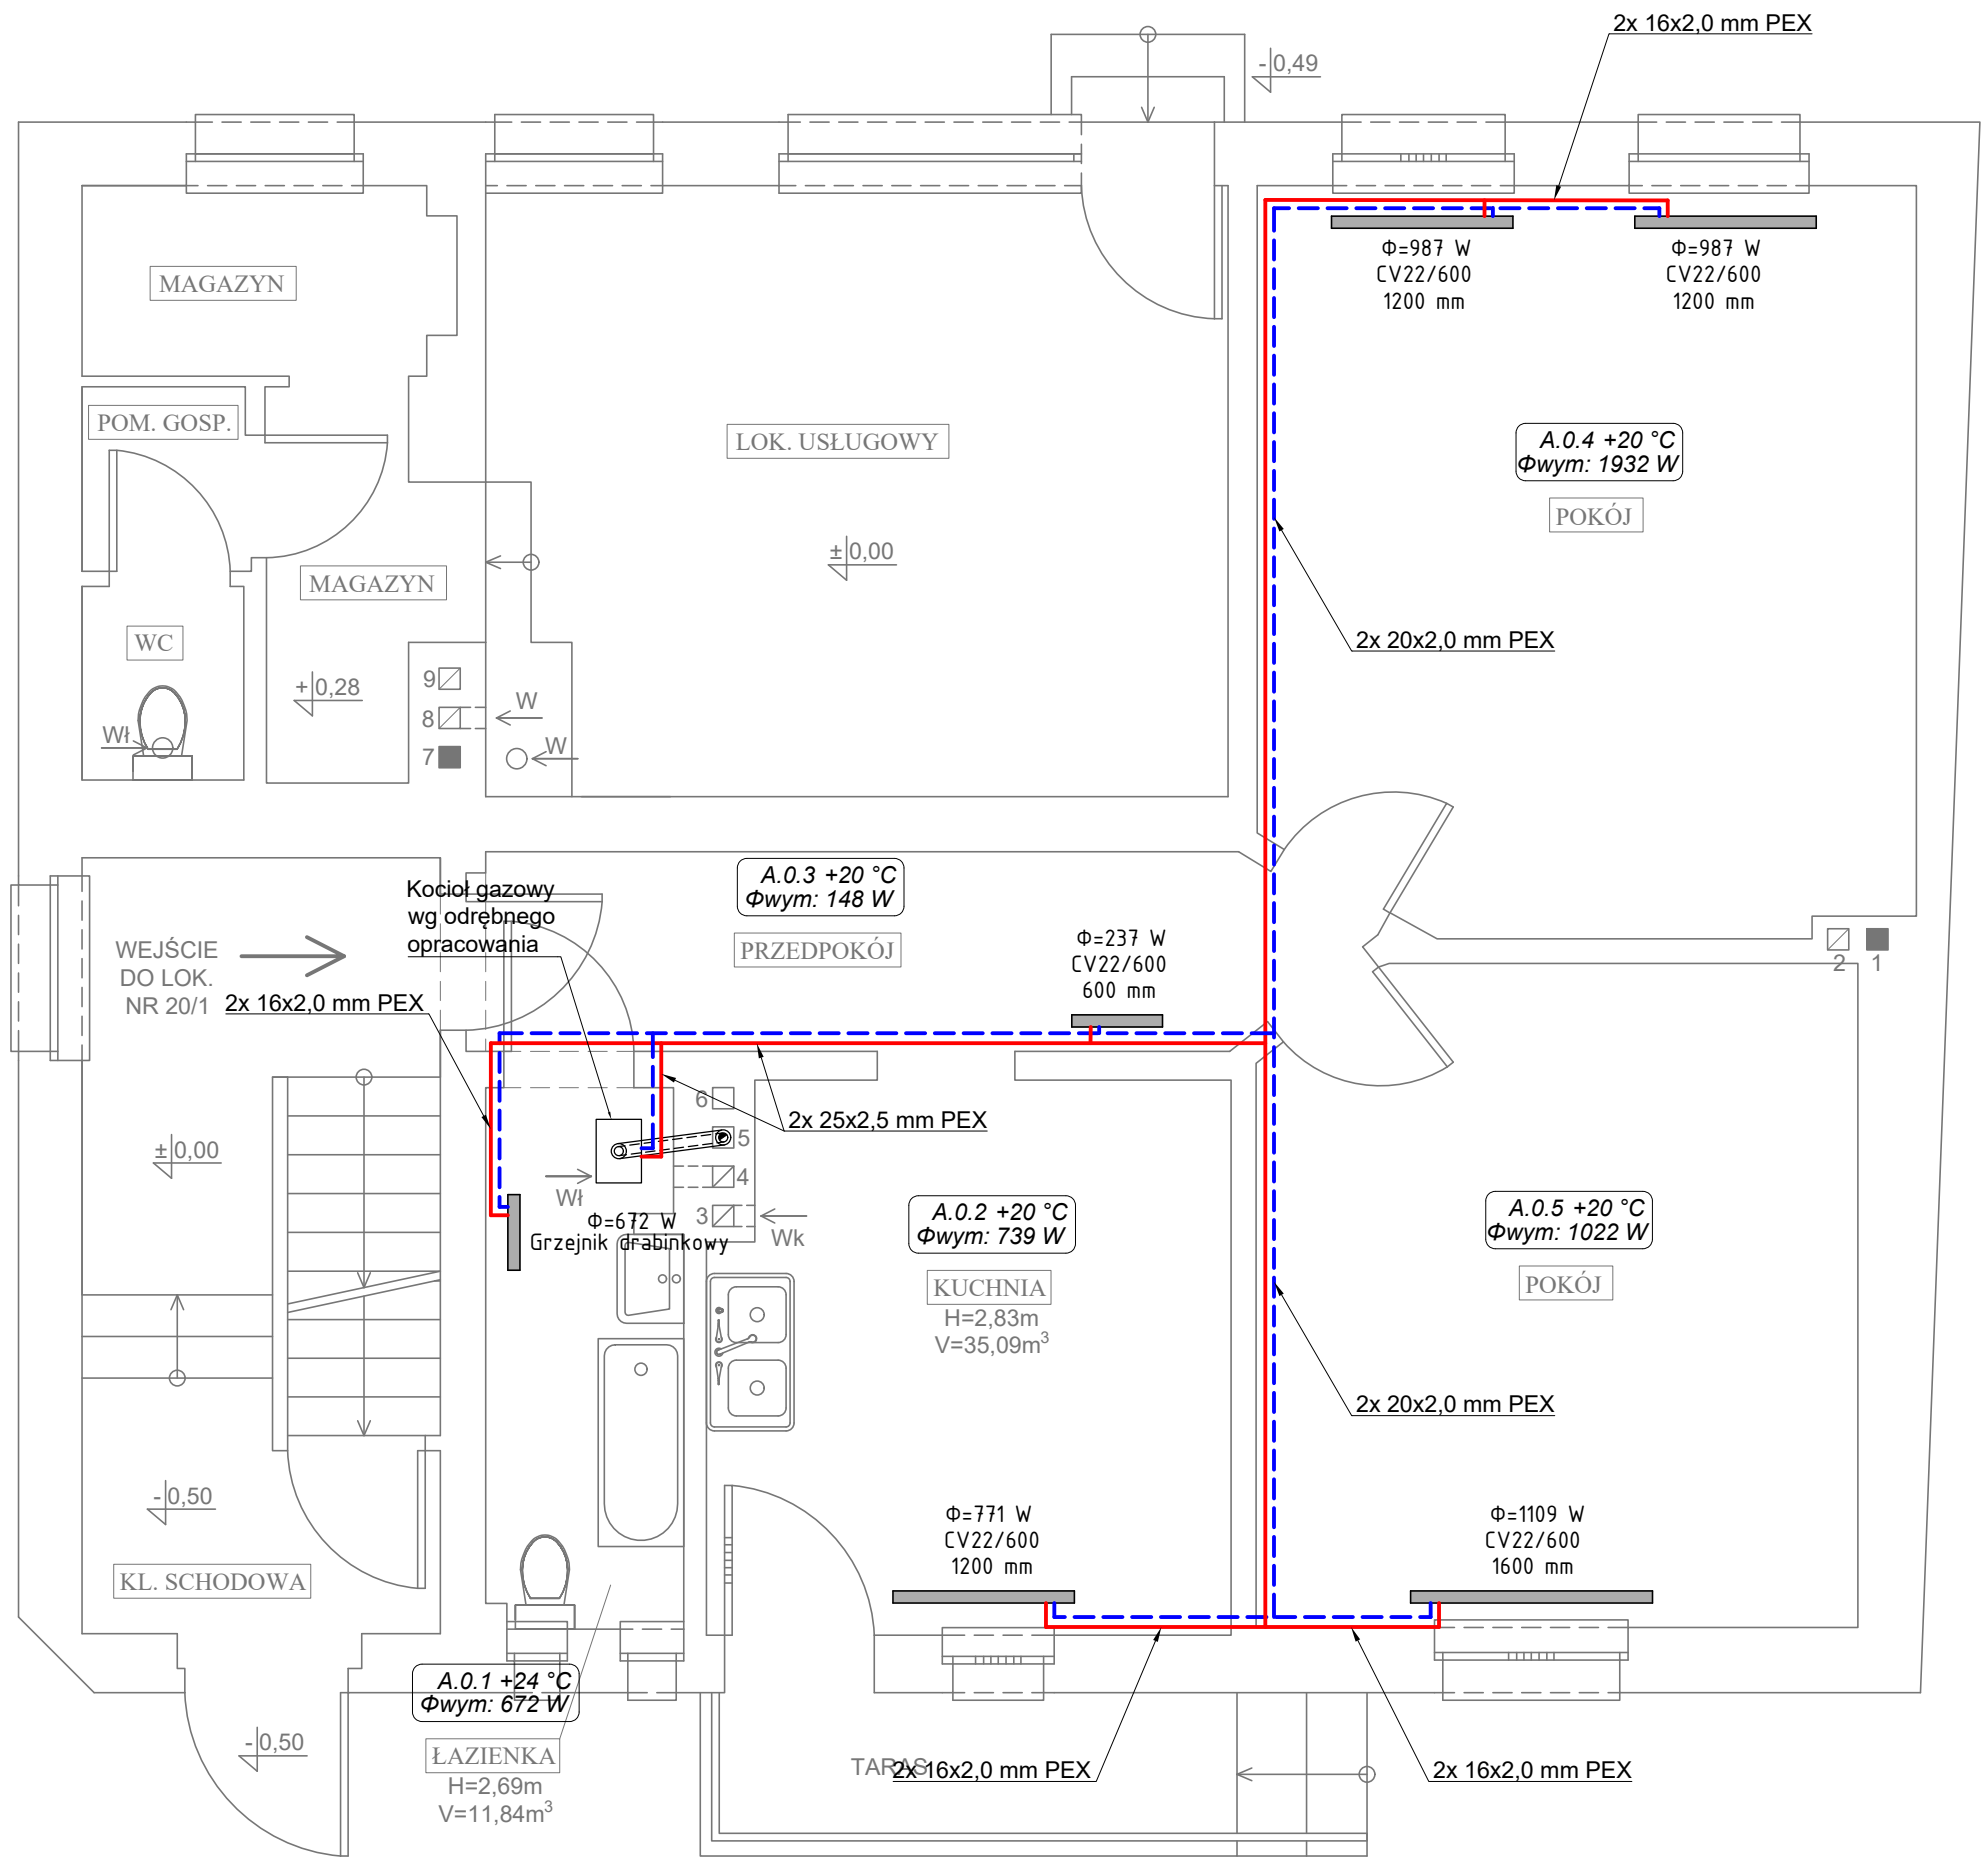 2x 16x2,0 mm PEX
-0,49
Φ=987 W
CV22/600
1200 mm
Φ=987 W
CV22/600
1200 mm
MAGAZYN
POM. GOSP.
LOK. USŁUGOWY
A.0.4 +20 °C
Φwym: 1932 W
POKÓJ
±0,00
MAGAZYN
WC
2x 20x2,0 mm PEX
+0,28
9
8
7
W
W
Wł
A.0.3 +20 °C
Φwym: 148 W
PRZEDPOKÓJ
Kocioł gazowy
wg odrębnego
opracowania
WEJŚCIE
DO LOK.
NR 20/1
2x 16x2,0 mm PEX
Φ=237 W
CV22/600
600 mm
2
1
6
5
4
3
2x 25x2,5 mm PEX
±0,00
Wł
Wk
Φ=672 W
Grzejnik drabinkowy
A.0.2 +20 °C
Φwym: 739 W
KUCHNIA
H=2,83m
V=35,09m³
A.0.5 +20 °C
Φwym: 1022 W
POKÓJ
2x 20x2,0 mm PEX
-0,50
Φ=771 W
CV22/600
1200 mm
Φ=1109 W
CV22/600
1600 mm
KL. SCHODOWA
A.0.1 +24 °C
Φwym: 672 W
ŁAZIENKA
H=2,69m
V=11,84m³
-0,50
TARAS
2x 16x2,0 mm PEX
2x 16x2,0 mm PEX